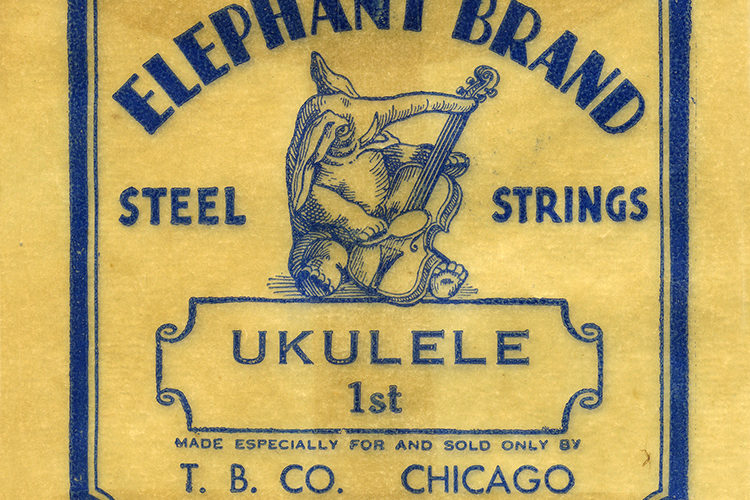 ELEPHANT BRAND
STEEL STRINGS
UKULELE
1st
MADE ESPECIALLY FOR AND SOLD ONLY BY
T. B. CO. CHICAGO